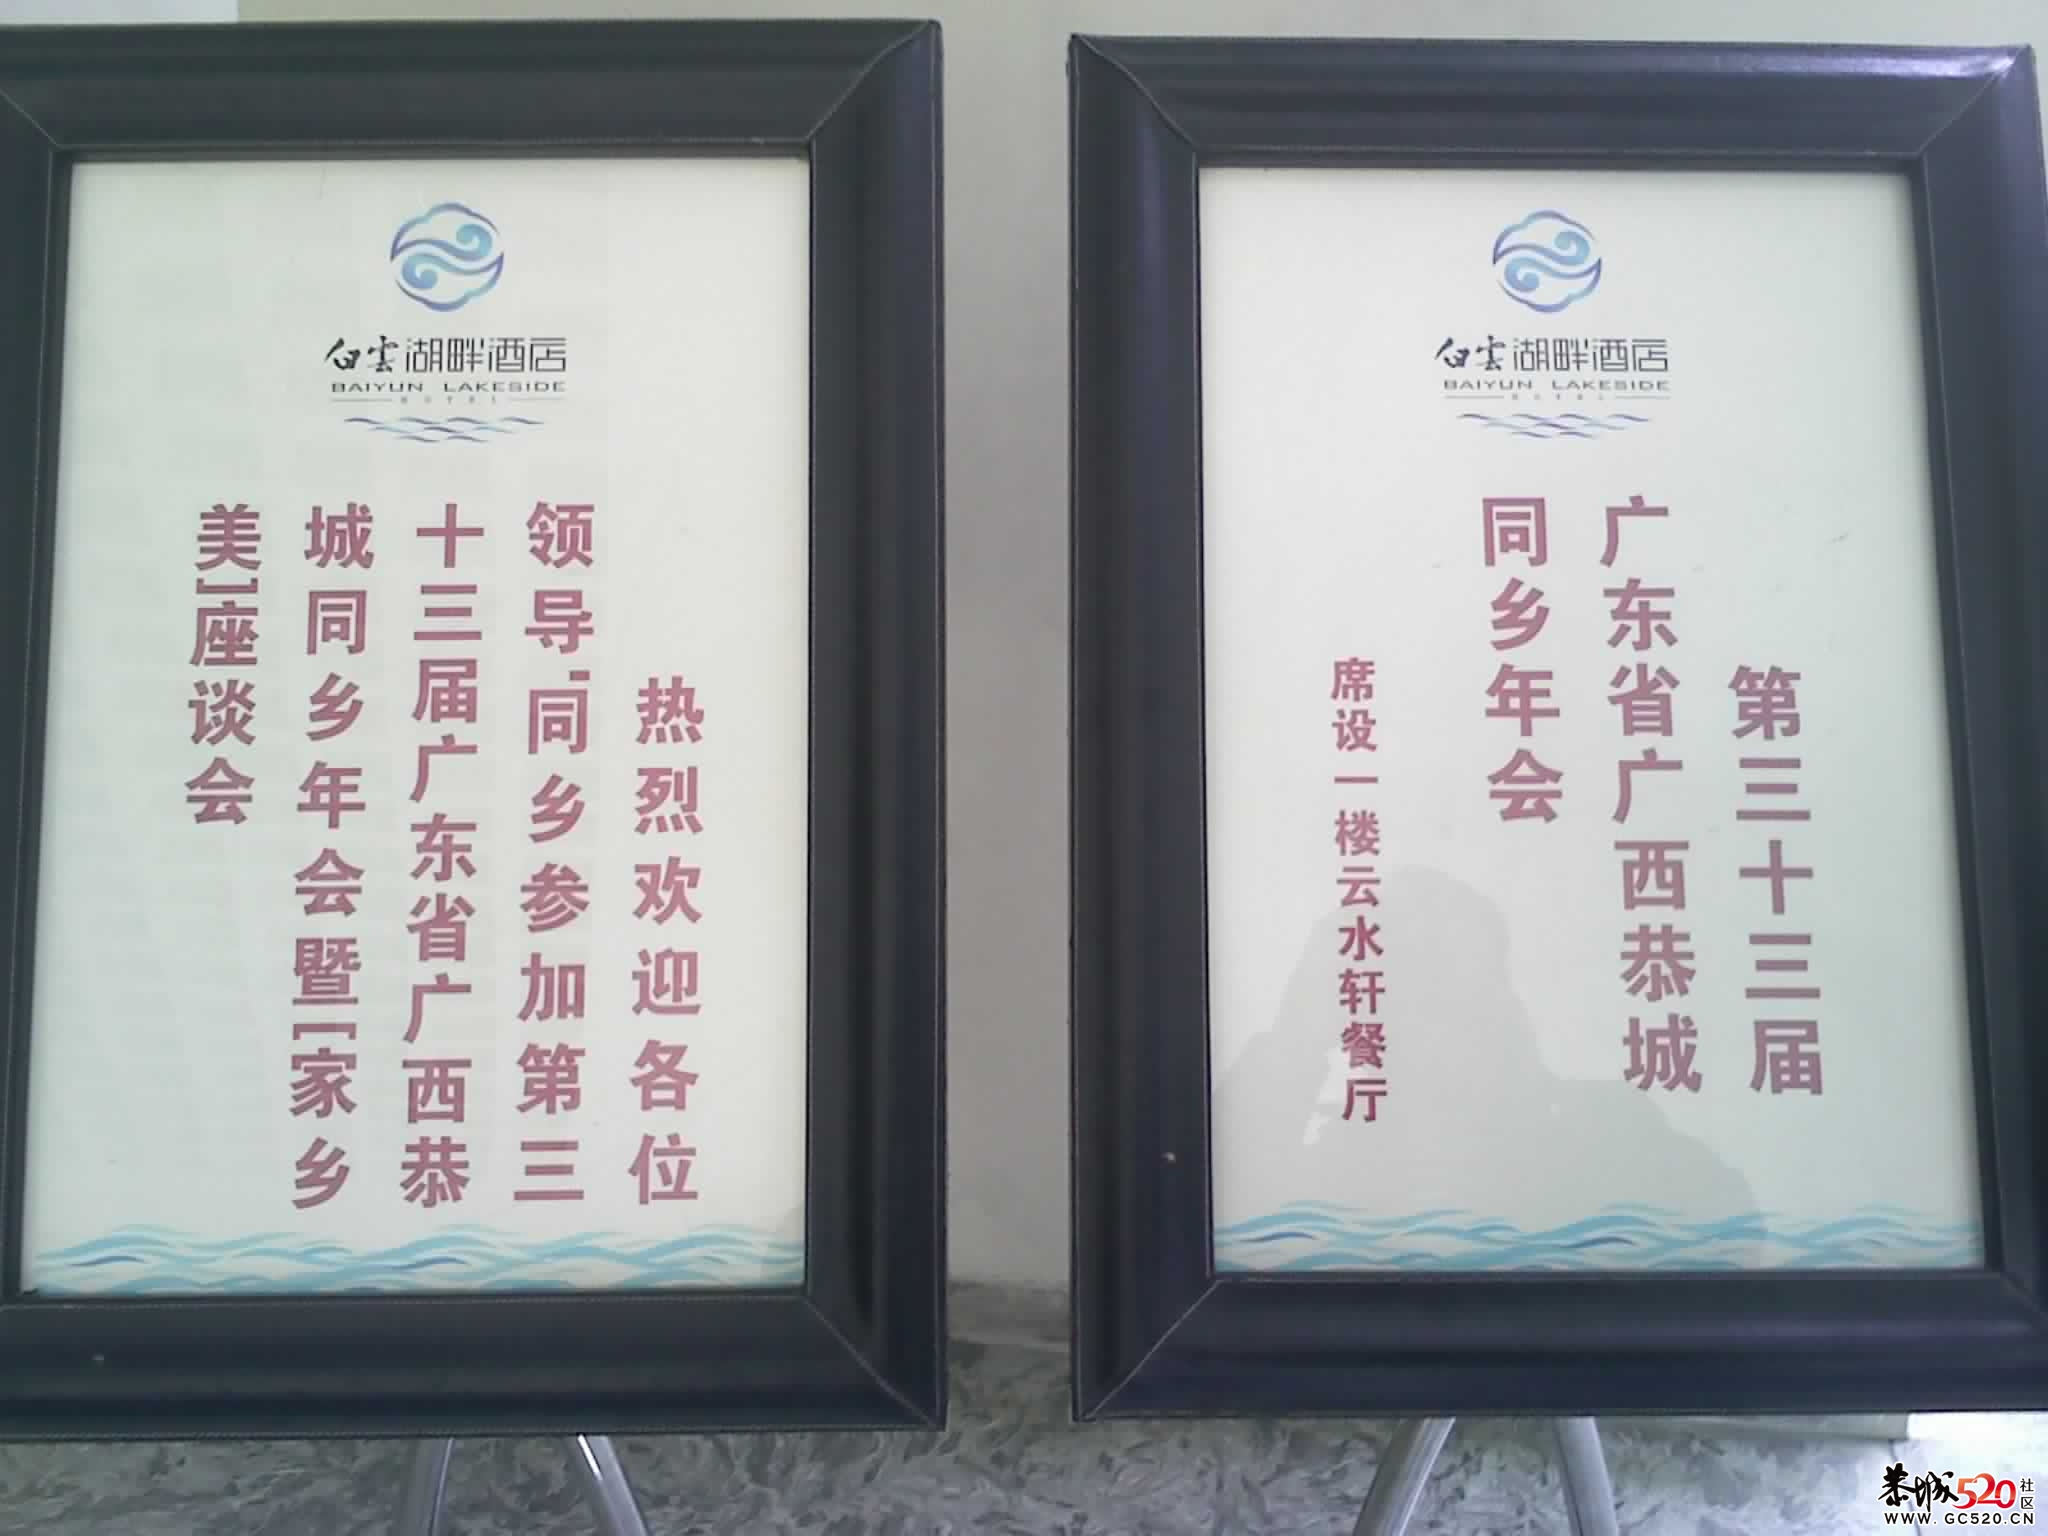 白雲湖畔酒店
BAIYUN LAKESIDE
HOTEL
热烈欢迎各位
领导·同乡参加第三
十三届广东省广西恭
城同乡年会暨[家乡
美]座谈会
白雲湖畔酒店
BAIYUN LAKESIDE
HOTEL
第三十三届
广东省广西恭城
同乡年会
席设一楼云水轩餐厅
恭城520社区
WWW.GC520.CN